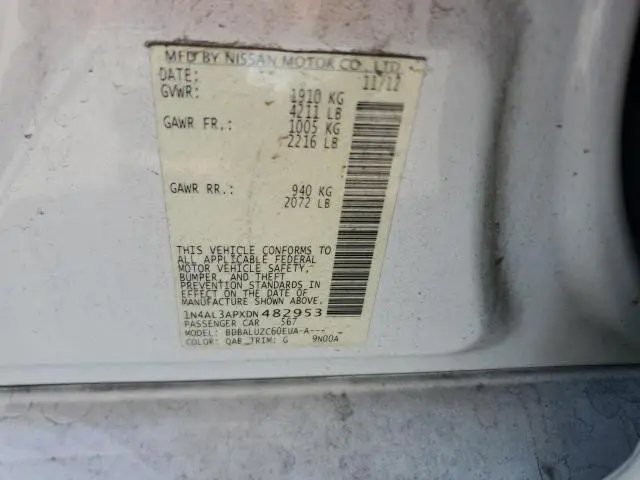 MFD BY NISSAN MOTOR CO., LTD.
DATE: 11/12
GVWR: 1910 KG
4211 LB
GAWR FR.: 1005 KG
2216 LB
GAWR RR.: 940 KG
2072 LB
THIS VEHICLE CONFORMS TO
ALL APPLICABLE FEDERAL
MOTOR VEHICLE SAFETY,
BUMPER, AND THEFT
PREVENTION STANDARDS IN
EFFECT ON THE DATE OF
MANUFACTURE SHOWN ABOVE.
1N4AL3APXDN482953
PASSENGER CAR 567
MODEL: BDBALUZC60EUA-A--- -
COLOR: QAB TRIM: G 9N00A